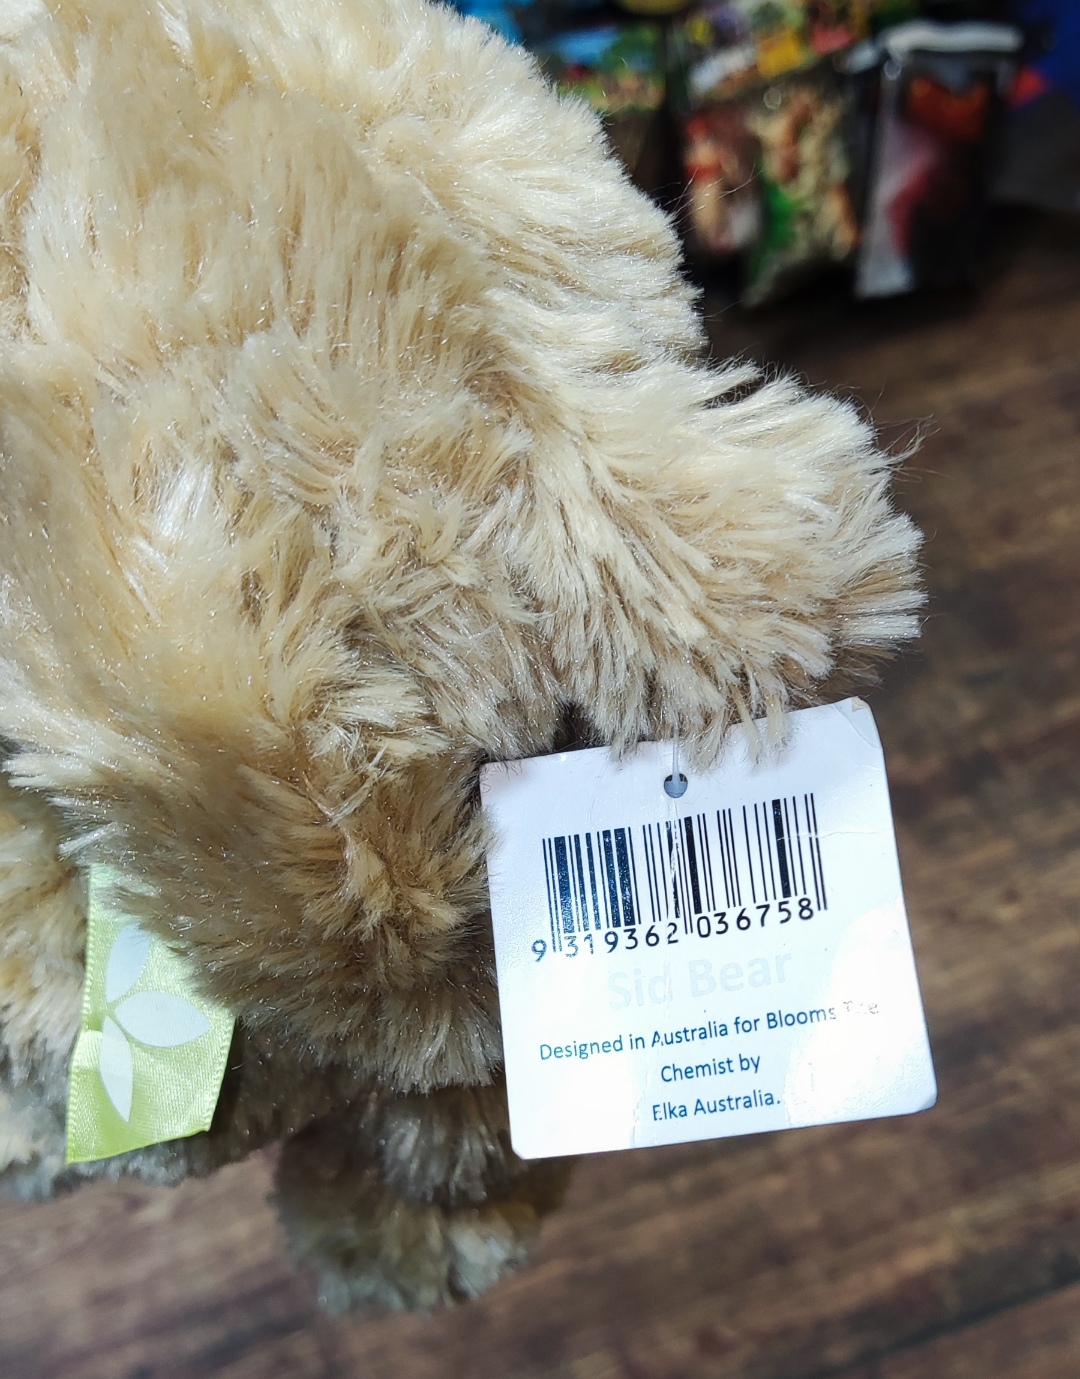 9 319362 036758
Sid Bear
Designed in Australia for Blooms The
Chemist by
Elka Australia.